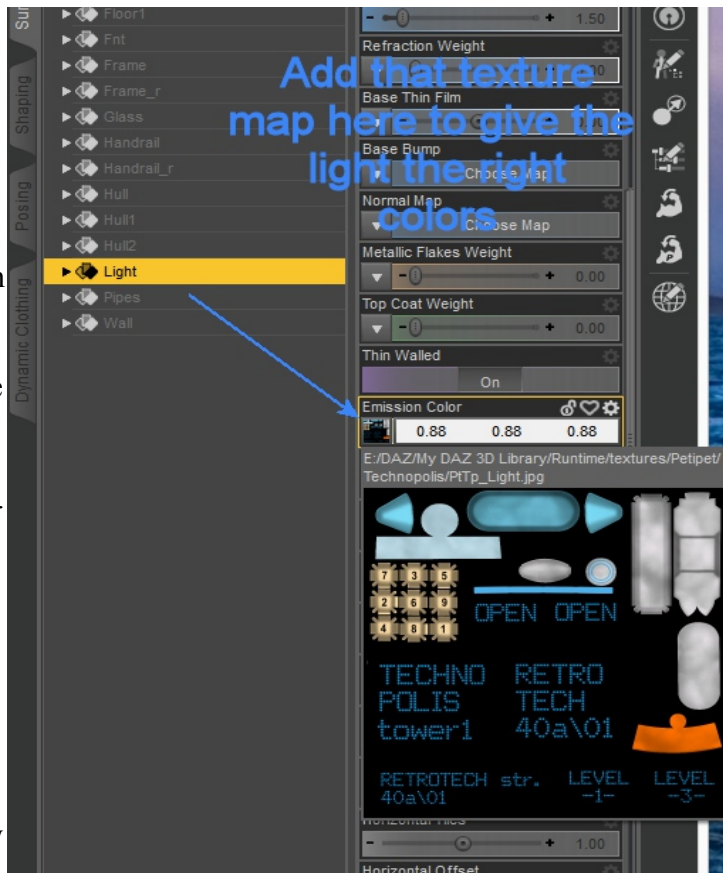 Sur
Shaping
Posing
Dynamic Clothing
Floor1
Fnt
Frame
Frame_r
Glass
Handrail
Handrail_r
Hull
Hull1
Hull2
Light
Pipes
Wall
1.50
Refraction Weight
Add that texture
map here to give the
light the right
colors
Base Thin Film
Base Bump
Choose Map
Normal Map
Choose Map
Metallic Flakes Weight
- + 0.00
Top Coat Weight
- + 0.00
Thin Walled
On
Emission Color
0.88 0.88 0.88
E:/DAZ/My DAZ 3D Library/Runtime/textures/Petipet/
Technopolis/PtTp_Light.jpg
7 3 5
2 6 9
4 8 1
OPEN OPEN
TECHNO
POLIS
tower1
RETRO
TECH
40a\01
RETROTECH str.
40a\01
LEVEL
-1-
LEVEL
-3-
- + 1.00
Horizontal Offset